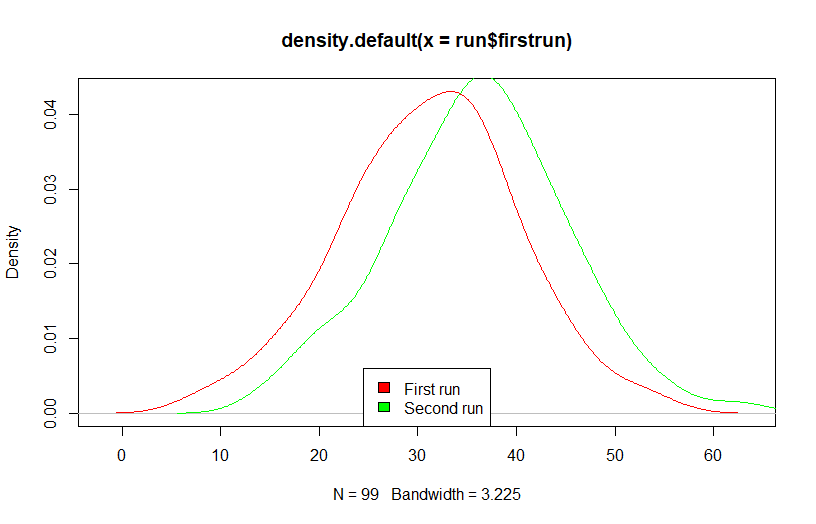 density.default(x = run$firstrun)
Density
0.04
0.03
0.02
0.01
0.00
First run
Second run
0 10 20 30 40 50 60
N = 99 Bandwidth = 3.225